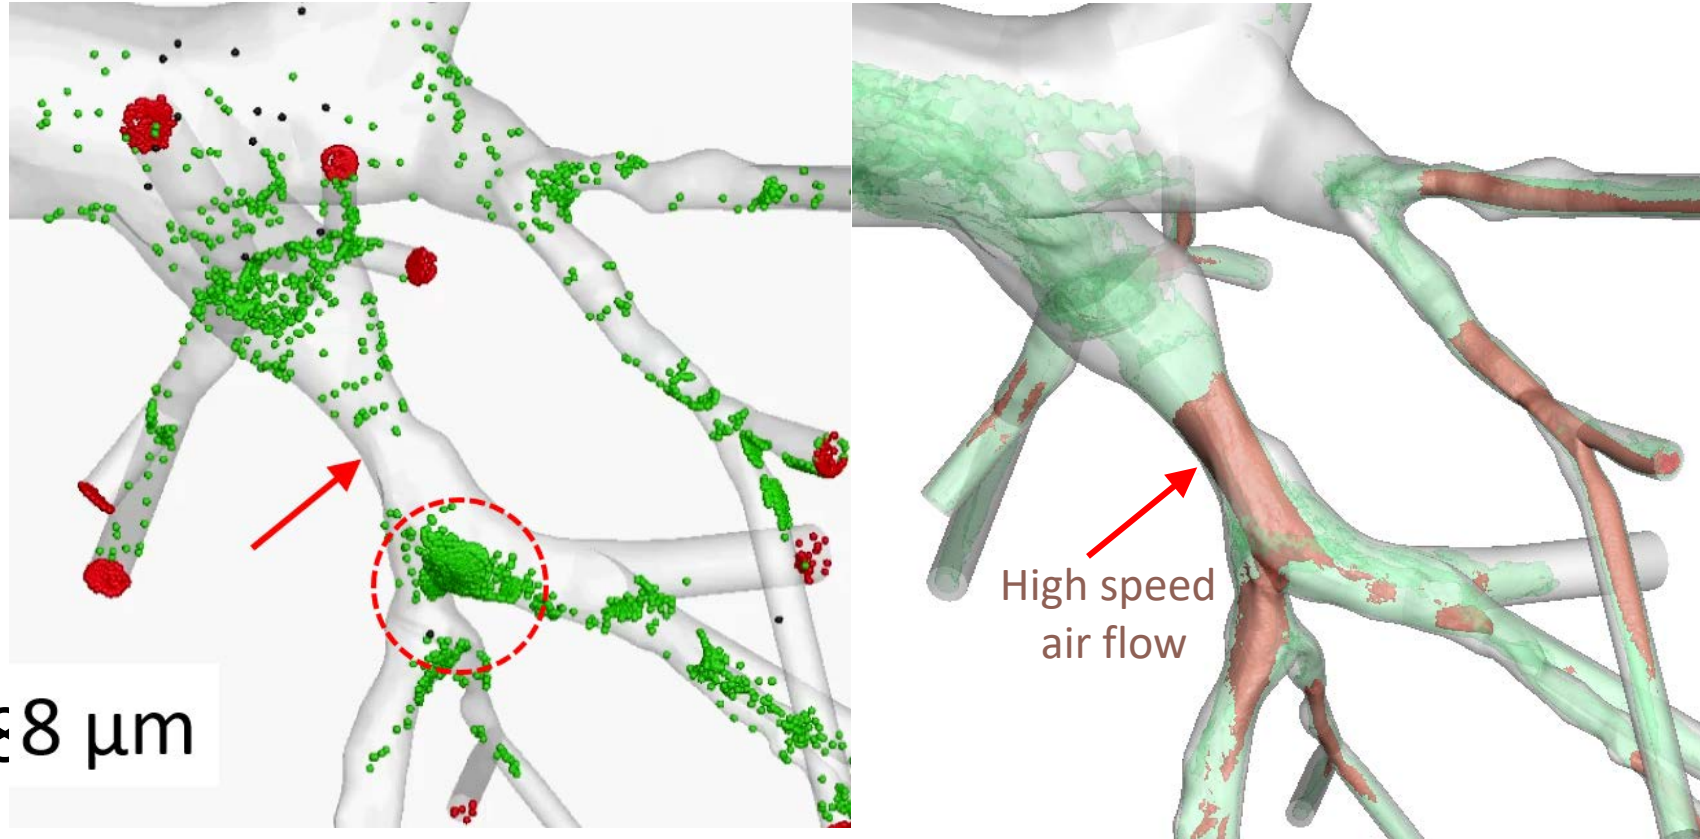 8 μm
High speed
air flow